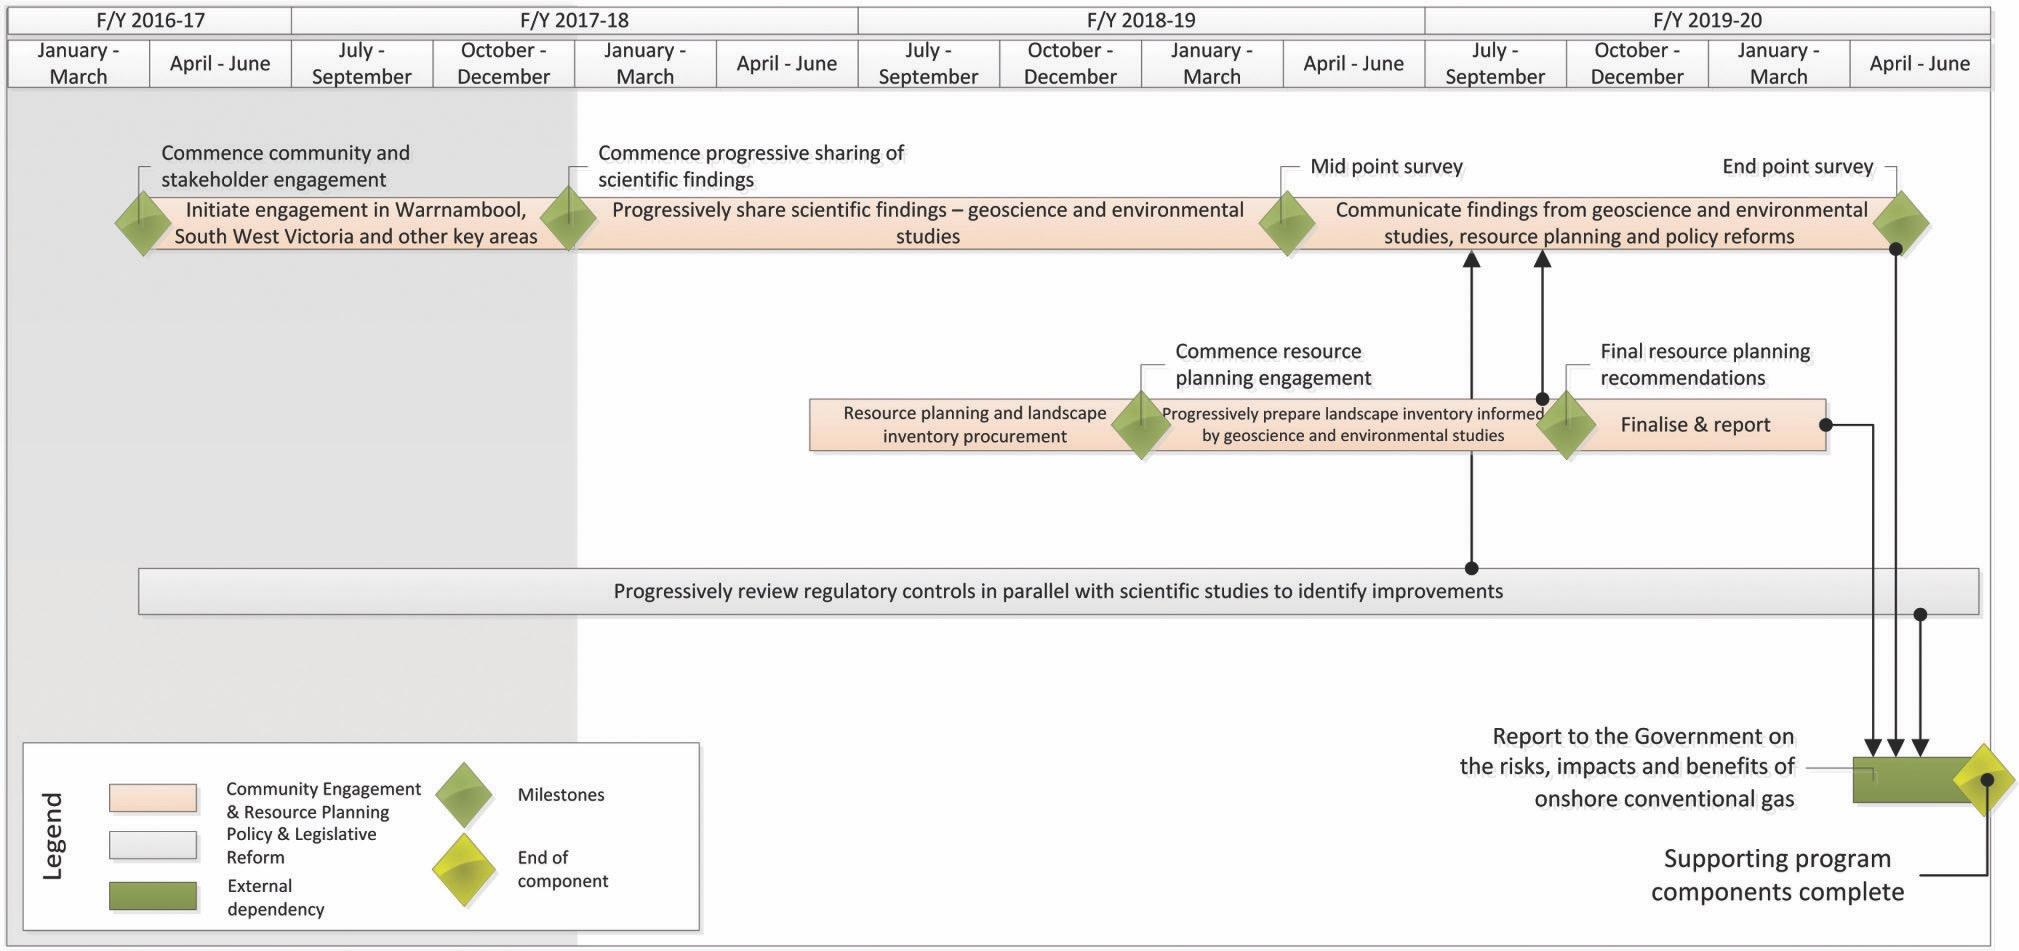 F/Y 2016-17
F/Y 2017-18
F/Y 2018-19
F/Y 2019-20
January -
March
April - June
July -
September
October -
December
January -
March
April - June
July -
September
October -
December
January -
March
April - June
July -
September
October -
December
January -
March
April - June
Commence community and
stakeholder engagement
Commence progressive sharing of
scientific findings
Mid point survey
End point survey
Initiate engagement in Warrnambool,
South West Victoria and other key areas
Progressively share scientific findings – geoscience and environmental
studies
Communicate findings from geoscience and environmental
studies, resource planning and policy reforms
Commence resource
planning engagement
Final resource planning
recommendations
Resource planning and landscape
inventory procurement
Progressively prepare landscape inventory informed
by geoscience and environmental studies
Finalise & report
Progressively review regulatory controls in parallel with scientific studies to identify improvements
Report to the Government on
the risks, impacts and benefits of
onshore conventional gas
Supporting program
components complete
Legend
Community Engagement
& Resource Planning
Policy & Legislative
Reform
External
dependency
Milestones
End of
component